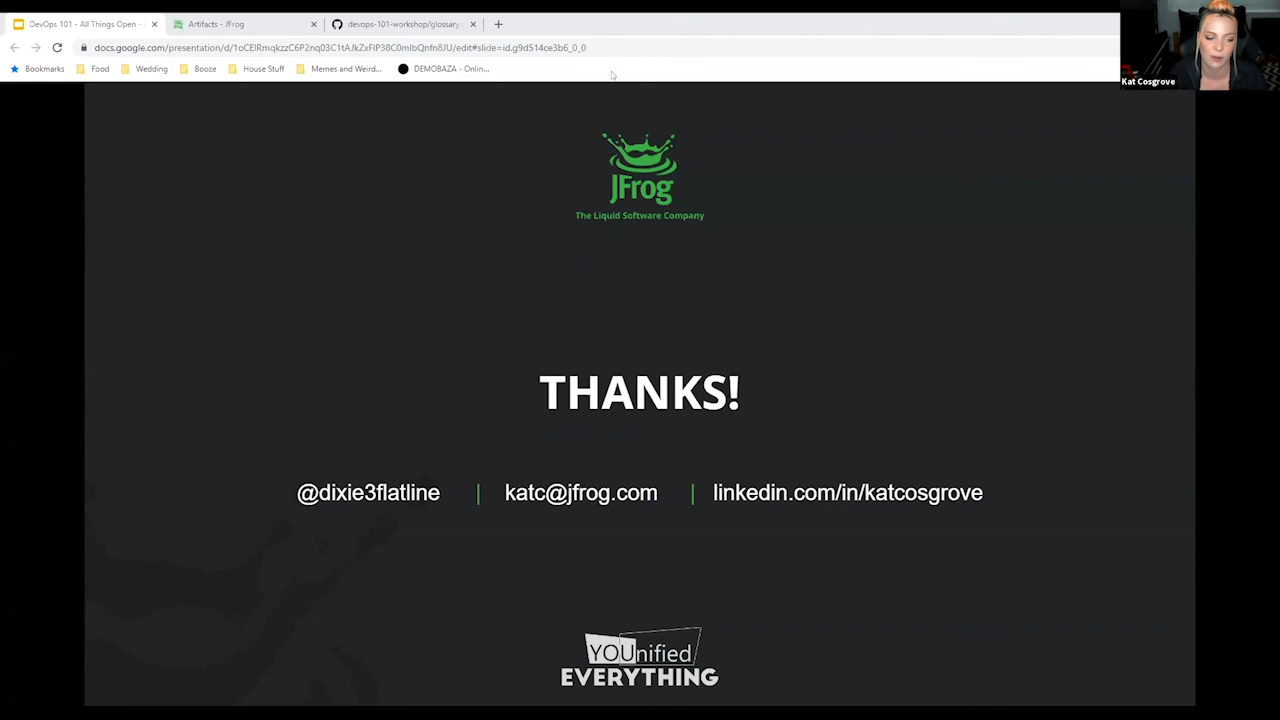 DevOps 101 - All Things Open -
Artifacts - JFrog
devops-101-workshop/glossary.
docs.google.com/presentation/d/1oCEIRmqkzzC6P2nq03C1tAJkZxFIP38C0mIbQnfn8JU/edit#slide=id.g9d514ce3b6_0_0
Bookmarks
Food
Wedding
Booze
House Stuff
Memes and Weird...
DEMOBAZA - Onlin...
Kat Cosgrove
JFrog
The Liquid Software Company
THANKS!
@dixie3flatline | katc@jfrog.com | linkedin.com/in/katcosgrove
YOUnified
EVERYTHING